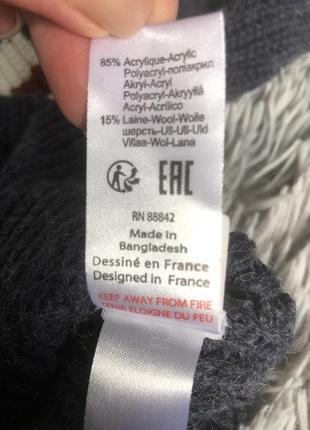 85% Acrylique-Acrylic
Polyacryl-полиакрил
Akryl-Acryl
Polyacryl-Akryyliä
Acryl-Acrilico
15% Laine-Wool-Wolle
шерсть-Ull-Ull-Uld
Villaa-Wol-Lana
EAC
RN 88842
Made in
Bangladesh
Dessiné en France
Designed in France
KEEP AWAY FROM FIRE
TENIR ELOIGNE DU FEU